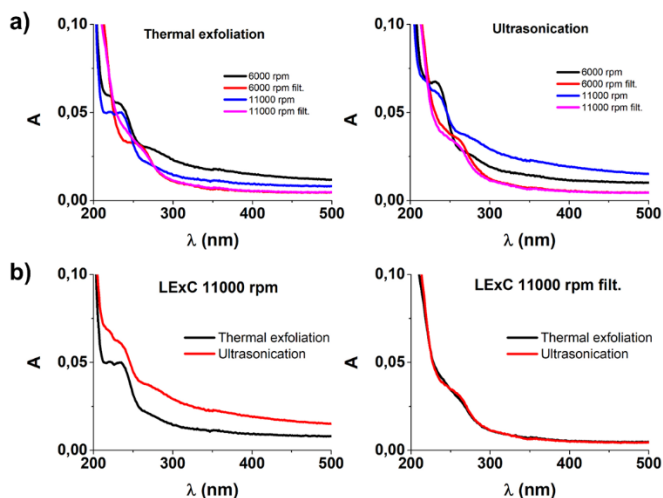 a)
Thermal exfoliation
6000 rpm
6000 rpm filt.
11000 rpm
11000 rpm filt.
A
0,10
0,05
0,00
200 300 400 500
λ (nm)
Ultrasonication
6000 rpm
6000 rpm filt.
11000 rpm
11000 rpm filt.
A
0,10
0,05
0,00
200 300 400 500
λ (nm)
b)
LExC 11000 rpm
Thermal exfoliation
Ultrasonication
A
0,10
0,05
0,00
200 300 400 500
λ (nm)
LExC 11000 rpm filt.
Thermal exfoliation
Ultrasonication
A
0,10
0,05
0,00
200 300 400 500
λ (nm)